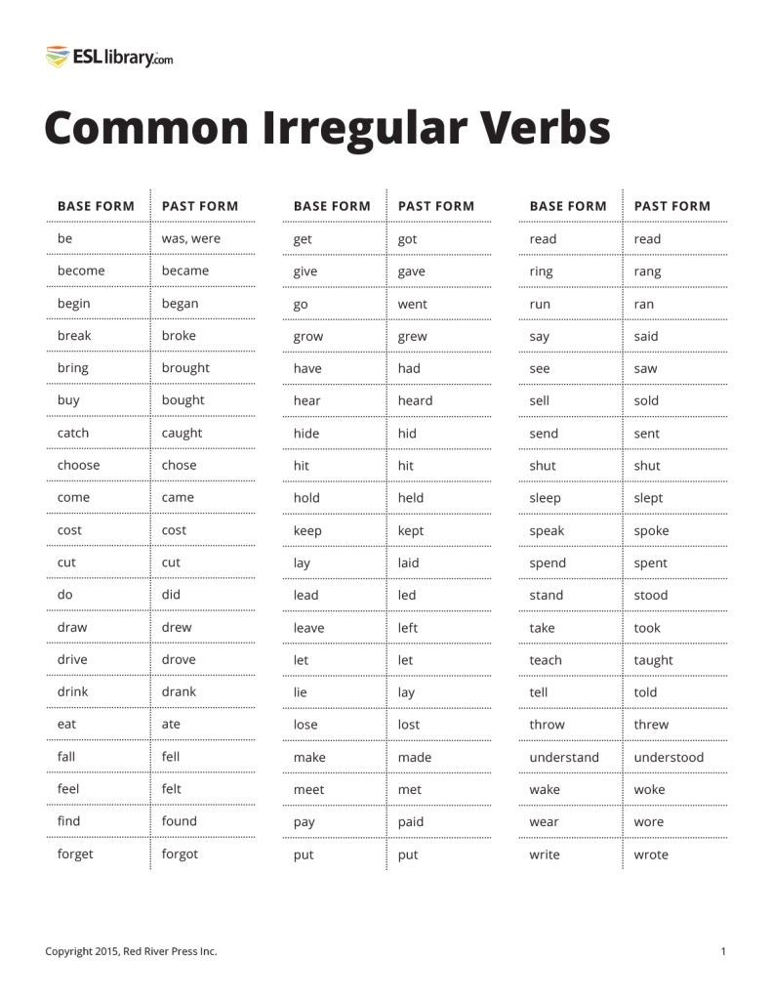 ESL library.com
Common Irregular Verbs
BASE FORM PAST FORM BASE FORM PAST FORM BASE FORM PAST FORM
be was, were get got read read
become became give gave ring rang
begin began go went run ran
break broke grow grew say said
bring brought have had see saw
buy bought hear heard sell sold
catch caught hide hid send sent
choose chose hit hit shut shut
come came hold held sleep slept
cost cost keep kept speak spoke
cut cut lay laid spend spent
do did lead led stand stood
draw drew leave left take took
drive drove let let teach taught
drink drank lie lay tell told
eat ate lose lost throw threw
fall fell make made understand understood
feel felt meet met wake woke
find found pay paid wear wore
forget forgot put put write wrote
Copyright 2015, Red River Press Inc. 1